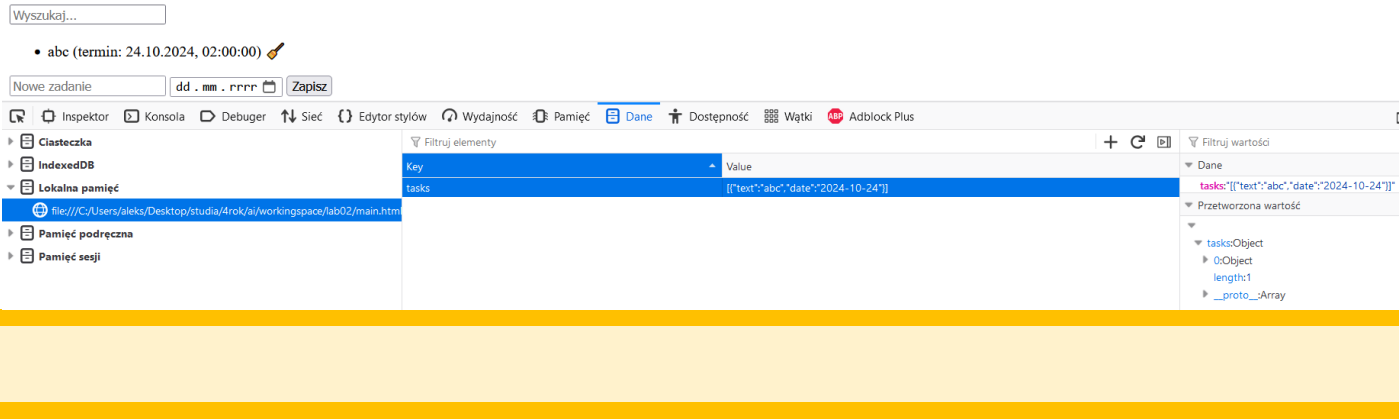 Wyszukaj...
• abc (termin: 24.10.2024, 02:00:00) 🧹
Nowe zadanie dd . mm . rrrr Zapisz
Inspektor Konsola Debuger Sieć Edytor stylów Wydajność Pamięć Dane Dostępność Wątki ABP Adblock Plus
Ciasteczka Filtruj elementy Filtruj wartości
IndexedDB Key Value Dane
Lokalna pamięć tasks [{"text":"abc","date":"2024-10-24"}] tasks:"[{"text":"abc","date":"2024-10-24"}]"
file:///C:/Users/aleks/Desktop/studia/4rok/ai/workingspace/lab02/main.html Przetworzona wartość
Pamięć podręczna
Pamięć sesji tasks:Object
0:Object
length:1
__proto__:Array